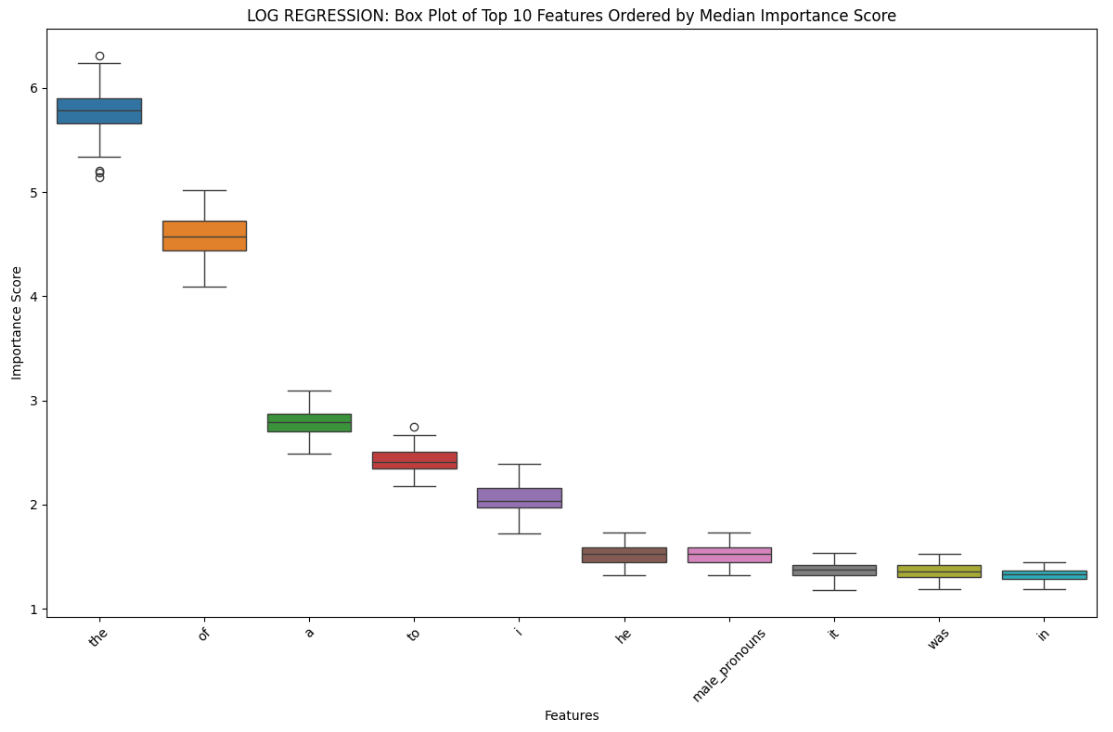 LOG REGRESSION: Box Plot of Top 10 Features Ordered by Median Importance Score
Importance Score
6
5
4
3
2
1
the
of
a
to
i
he
male_pronouns
it
was
in
Features